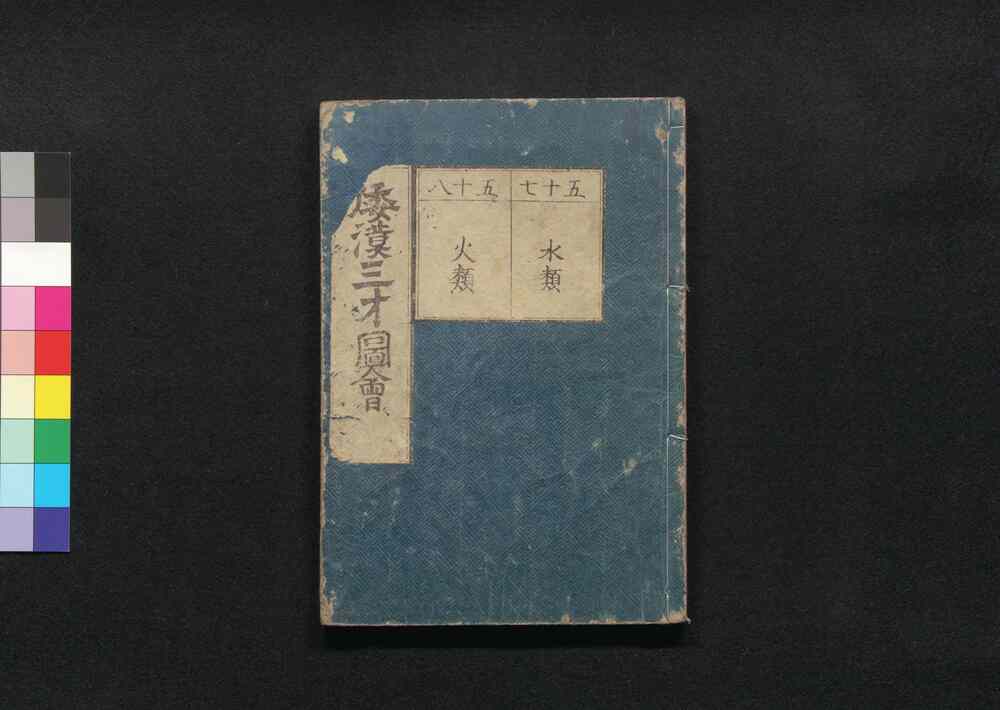 倭漢三才圖會
五十七
水類
五十八
火類